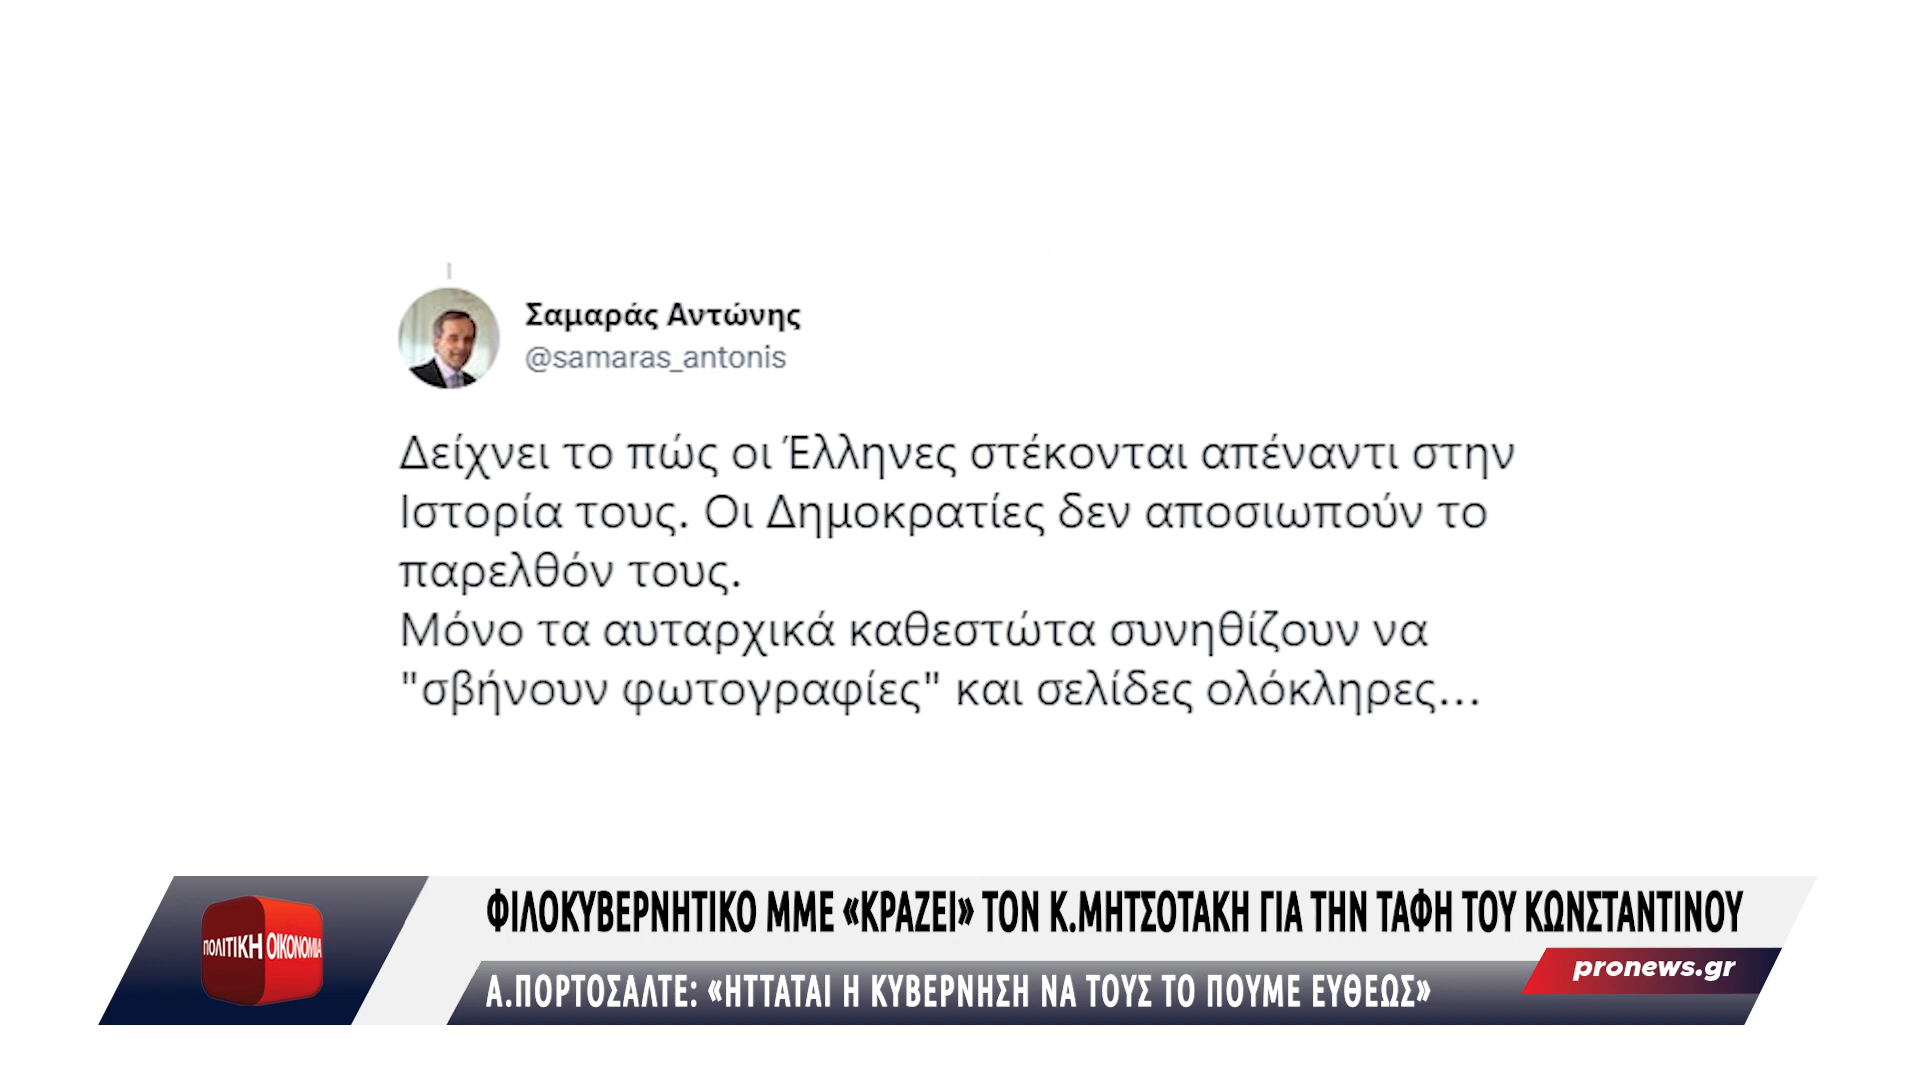 Σαμαράς Αντώνης
@samaras_antonis
Δείχνει το πώς οι Έλληνες στέκονται απέναντι στην
Ιστορία τους. Οι Δημοκρατίες δεν αποσιωπούν το
παρελθόν τους.
Μόνο τα αυταρχικά καθεστώτα συνηθίζουν να
"σβήνουν φωτογραφίες" και σελίδες ολόκληρες...
ΦΙΛΟΚΥΒΕΡΝΗΤΙΚΟ ΜΜΕ «ΚΡΑΖΕΙ» ΤΟΝ Κ.ΜΗΤΣΟΤΑΚΗ ΓΙΑ ΤΗΝ ΤΑΦΗ ΤΟΥ ΚΩΝΣΤΑΝΤΙΝΟΥ
ΠΟΛΙΤΙΚΗ ΟΙΚΟΝΟΜΙΑ
pronews.gr
Α.ΠΟΡΤΟΣΑΛΤΕ: «ΗΤΤΑΤΑΙ Η ΚΥΒΕΡΝΗΣΗ ΝΑ ΤΟΥΣ ΤΟ ΠΟΥΜΕ ΕΥΘΕΩΣ»